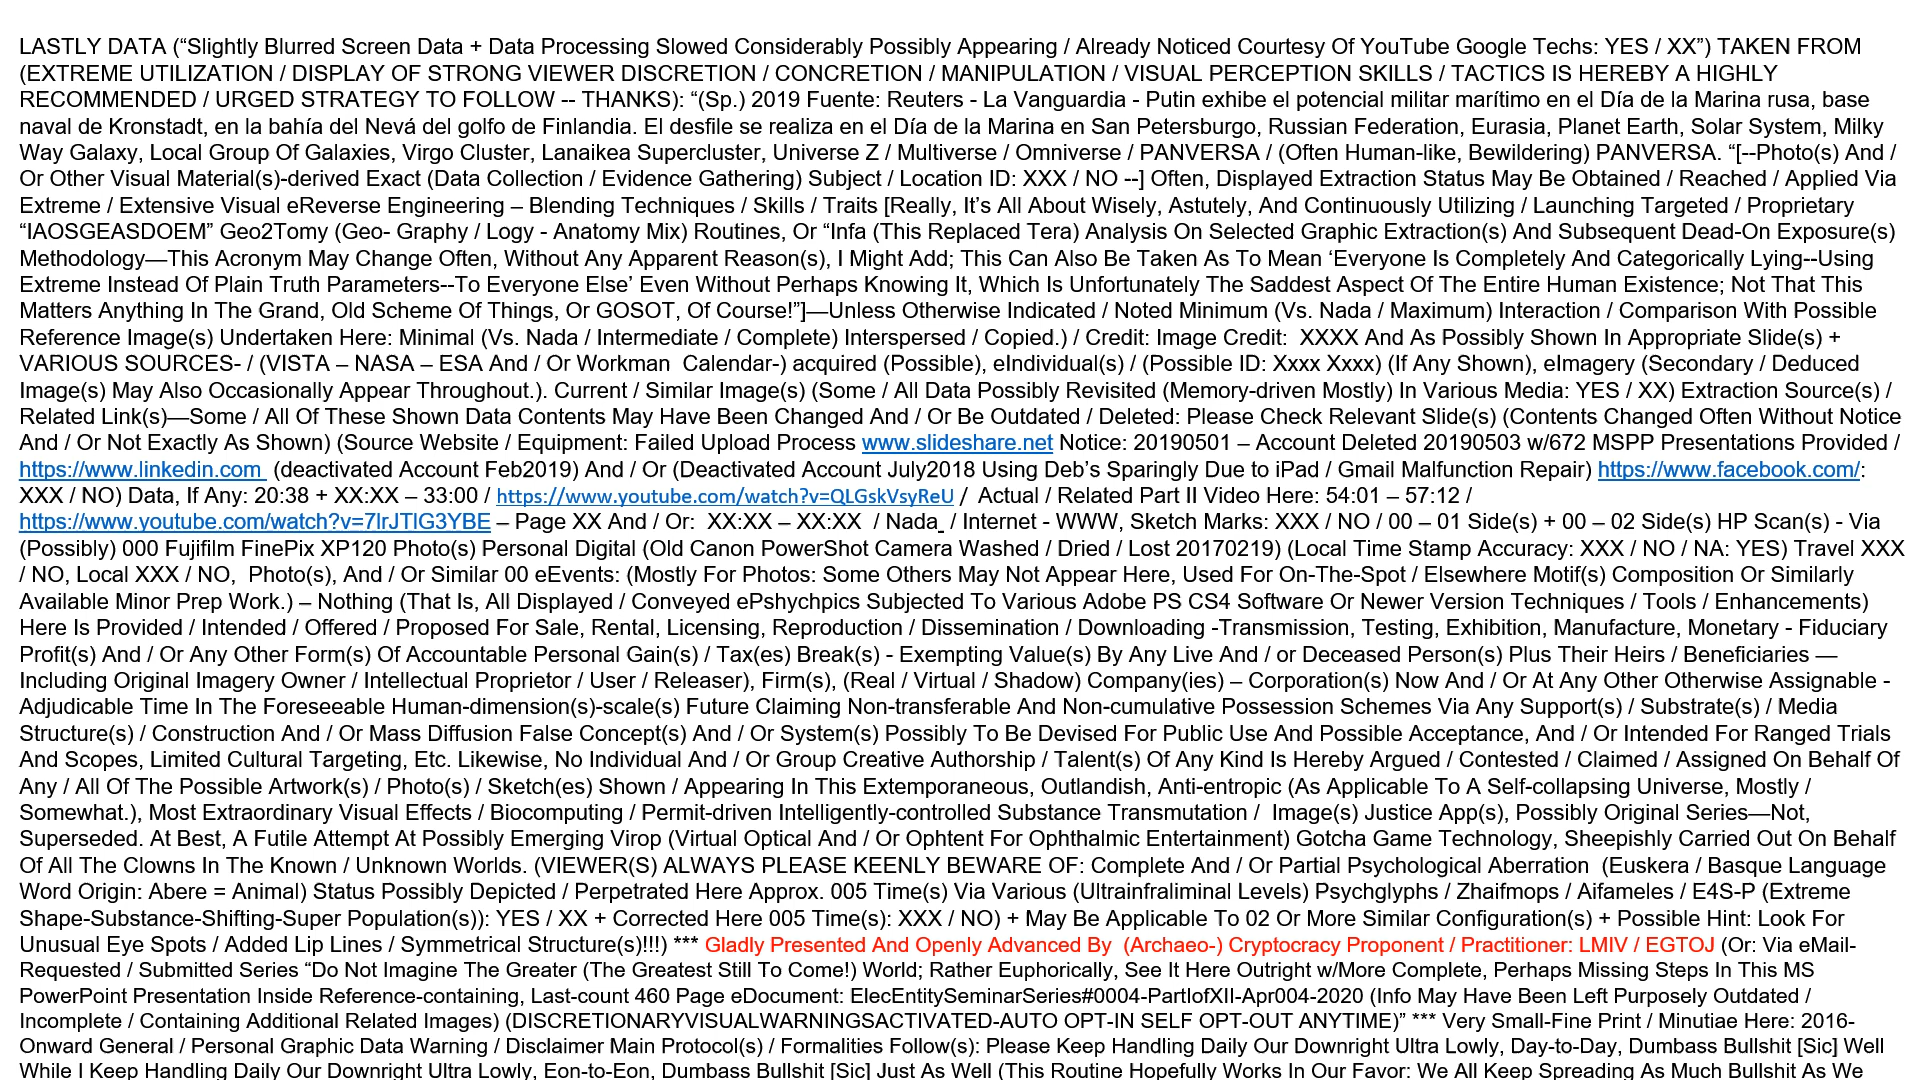 LASTLY DATA (“Slightly Blurred Screen Data + Data Processing Slowed Considerably Possibly Appearing / Already Noticed Courtesy Of YouTube Google Techs: YES / XX”) TAKEN FROM
(EXTREME UTILIZATION / DISPLAY OF STRONG VIEWER DISCRETION / CONCRETION / MANIPULATION / VISUAL PERCEPTION SKILLS / TACTICS IS HEREBY A HIGHLY
RECOMMENDED / URGED STRATEGY TO FOLLOW -- THANKS): “(Sp.) 2019 Fuente: Reuters - La Vanguardia - Putin exhibe el potencial militar marítimo en el Día de la Marina rusa, base
naval de Kronstadt, en la bahía del Nevá del golfo de Finlandia. El desfile se realiza en el Día de la Marina en San Petersburgo, Russian Federation, Eurasia, Planet Earth, Solar System, Milky
Way Galaxy, Local Group Of Galaxies, Virgo Cluster, Lanaikea Supercluster, Universe Z / Multiverse / Omniverse / PANVERSA / (Often Human-like, Bewildering) PANVERSA. “[--Photo(s) And /
Or Other Visual Material(s)-derived Exact (Data Collection / Evidence Gathering) Subject / Location ID: XXX / NO --] Often, Displayed Extraction Status May Be Obtained / Reached / Applied Via
Extreme / Extensive Visual eReverse Engineering – Blending Techniques / Skills / Traits [Really, It’s All About Wisely, Astutely, And Continuously Utilizing / Launching Targeted / Proprietary
“IAOSGEASDOEM” Geo2Tomy (Geo- Graphy / Logy - Anatomy Mix) Routines, Or “Infa (This Replaced Tera) Analysis On Selected Graphic Extraction(s) And Subsequent Dead-On Exposure(s)
Methodology—This Acronym May Change Often, Without Any Apparent Reason(s), I Might Add; This Can Also Be Taken As To Mean ‘Everyone Is Completely And Categorically Lying--Using
Extreme Instead Of Plain Truth Parameters--To Everyone Else’ Even Without Perhaps Knowing It, Which Is Unfortunately The Saddest Aspect Of The Entire Human Existence; Not That This
Matters Anything In The Grand, Old Scheme Of Things, Or GOSOT, Of Course!”]—Unless Otherwise Indicated / Noted Minimum (Vs. Nada / Maximum) Interaction / Comparison With Possible
Reference Image(s) Undertaken Here: Minimal (Vs. Nada / Intermediate / Complete) Interspersed / Copied.) / Credit: Image Credit:  XXXX And As Possibly Shown In Appropriate Slide(s) +
VARIOUS SOURCES- / (VISTA – NASA – ESA And / Or Workman  Calendar-) acquired (Possible), eIndividual(s) / (Possible ID: Xxxx Xxxx) (If Any Shown), eImagery (Secondary / Deduced
Image(s) May Also Occasionally Appear Throughout.). Current / Similar Image(s) (Some / All Data Possibly Revisited (Memory-driven Mostly) In Various Media: YES / XX) Extraction Source(s) /
Related Link(s)—Some / All Of These Shown Data Contents May Have Been Changed And / Or Be Outdated / Deleted: Please Check Relevant Slide(s) (Contents Changed Often Without Notice
And / Or Not Exactly As Shown) (Source Website / Equipment: Failed Upload Process www.slideshare.net Notice: 20190501 – Account Deleted 20190503 w/672 MSPP Presentations Provided /
https://www.linkedin.com  (deactivated Account Feb2019) And / Or (Deactivated Account July2018 Using Deb’s Sparingly Due to iPad / Gmail Malfunction Repair) https://www.facebook.com/:
XXX / NO) Data, If Any: 20:38 + XX:XX – 33:00 / https://www.youtube.com/watch?v=QLGskVsyReU /  Actual / Related Part II Video Here: 54:01 – 57:12 /
https://www.youtube.com/watch?v=7lrJTlG3YBE – Page XX And / Or:  XX:XX – XX:XX  / Nada_ / Internet - WWW, Sketch Marks: XXX / NO / 00 – 01 Side(s) + 00 – 02 Side(s) HP Scan(s) - Via
(Possibly) 000 Fujifilm FinePix XP120 Photo(s) Personal Digital (Old Canon PowerShot Camera Washed / Dried / Lost 20170219) (Local Time Stamp Accuracy: XXX / NO / NA: YES) Travel XXX
/ NO, Local XXX / NO,  Photo(s), And / Or Similar 00 eEvents: (Mostly For Photos: Some Others May Not Appear Here, Used For On-The-Spot / Elsewhere Motif(s) Composition Or Similarly
Available Minor Prep Work.) – Nothing (That Is, All Displayed / Conveyed ePshychpics Subjected To Various Adobe PS CS4 Software Or Newer Version Techniques / Tools / Enhancements)
Here Is Provided / Intended / Offered / Proposed For Sale, Rental, Licensing, Reproduction / Dissemination / Downloading -Transmission, Testing, Exhibition, Manufacture, Monetary - Fiduciary
Profit(s) And / Or Any Other Form(s) Of Accountable Personal Gain(s) / Tax(es) Break(s) - Exempting Value(s) By Any Live And / or Deceased Person(s) Plus Their Heirs / Beneficiaries —
Including Original Imagery Owner / Intellectual Proprietor / User / Releaser), Firm(s), (Real / Virtual / Shadow) Company(ies) – Corporation(s) Now And / Or At Any Other Otherwise Assignable -
Adjudicable Time In The Foreseeable Human-dimension(s)-scale(s) Future Claiming Non-transferable And Non-cumulative Possession Schemes Via Any Support(s) / Substrate(s) / Media
Structure(s) / Construction And / Or Mass Diffusion False Concept(s) And / Or System(s) Possibly To Be Devised For Public Use And Possible Acceptance, And / Or Intended For Ranged Trials
And Scopes, Limited Cultural Targeting, Etc. Likewise, No Individual And / Or Group Creative Authorship / Talent(s) Of Any Kind Is Hereby Argued / Contested / Claimed / Assigned On Behalf Of
Any / All Of The Possible Artwork(s) / Photo(s) / Sketch(es) Shown / Appearing In This Extemporaneous, Outlandish, Anti-entropic (As Applicable To A Self-collapsing Universe, Mostly /
Somewhat.), Most Extraordinary Visual Effects / Biocomputing / Permit-driven Intelligently-controlled Substance Transmutation /  Image(s) Justice App(s), Possibly Original Series—Not,
Superseded. At Best, A Futile Attempt At Possibly Emerging Virop (Virtual Optical And / Or Ophtent For Ophthalmic Entertainment) Gotcha Game Technology, Sheepishly Carried Out On Behalf
Of All The Clowns In The Known / Unknown Worlds. (VIEWER(S) ALWAYS PLEASE KEENLY BEWARE OF: Complete And / Or Partial Psychological Aberration  (Euskera / Basque Language
Word Origin: Abere = Animal) Status Possibly Depicted / Perpetrated Here Approx. 005 Time(s) Via Various (Ultrainfraliminal Levels) Psychglyphs / Zhaifmops / Aifameles / E4S-P (Extreme
Shape-Substance-Shifting-Super Population(s)): YES / XX + Corrected Here 005 Time(s): XXX / NO) + May Be Applicable To 02 Or More Similar Configuration(s) + Possible Hint: Look For
Unusual Eye Spots / Added Lip Lines / Symmetrical Structure(s)!!!) *** Gladly Presented And Openly Advanced By  (Archaeo-) Cryptocracy Proponent / Practitioner: LMIV / EGTOJ (Or: Via eMail-
Requested / Submitted Series “Do Not Imagine The Greater (The Greatest Still To Come!) World; Rather Euphorically, See It Here Outright w/More Complete, Perhaps Missing Steps In This MS
PowerPoint Presentation Inside Reference-containing, Last-count 460 Page eDocument: ElecEntitySeminarSeries#0004-PartIofXII-Apr004-2020 (Info May Have Been Left Purposely Outdated /
Incomplete / Containing Additional Related Images) (DISCRETIONARYVISUALWARNINGSACTIVATED-AUTO OPT-IN SELF OPT-OUT ANYTIME)” *** Very Small-Fine Print / Minutiae Here: 2016-
Onward General / Personal Graphic Data Warning / Disclaimer Main Protocol(s) / Formalities Follow(s): Please Keep Handling Daily Our Downright Ultra Lowly, Day-to-Day, Dumbass Bullshit [Sic] Well
While I Keep Handling Daily Our Downright Ultra Lowly, Eon-to-Eon, Dumbass Bullshit [Sic] Just As Well (This Routine Hopefully Works In Our Favor: We All Keep Spreading As Much Bullshit As We